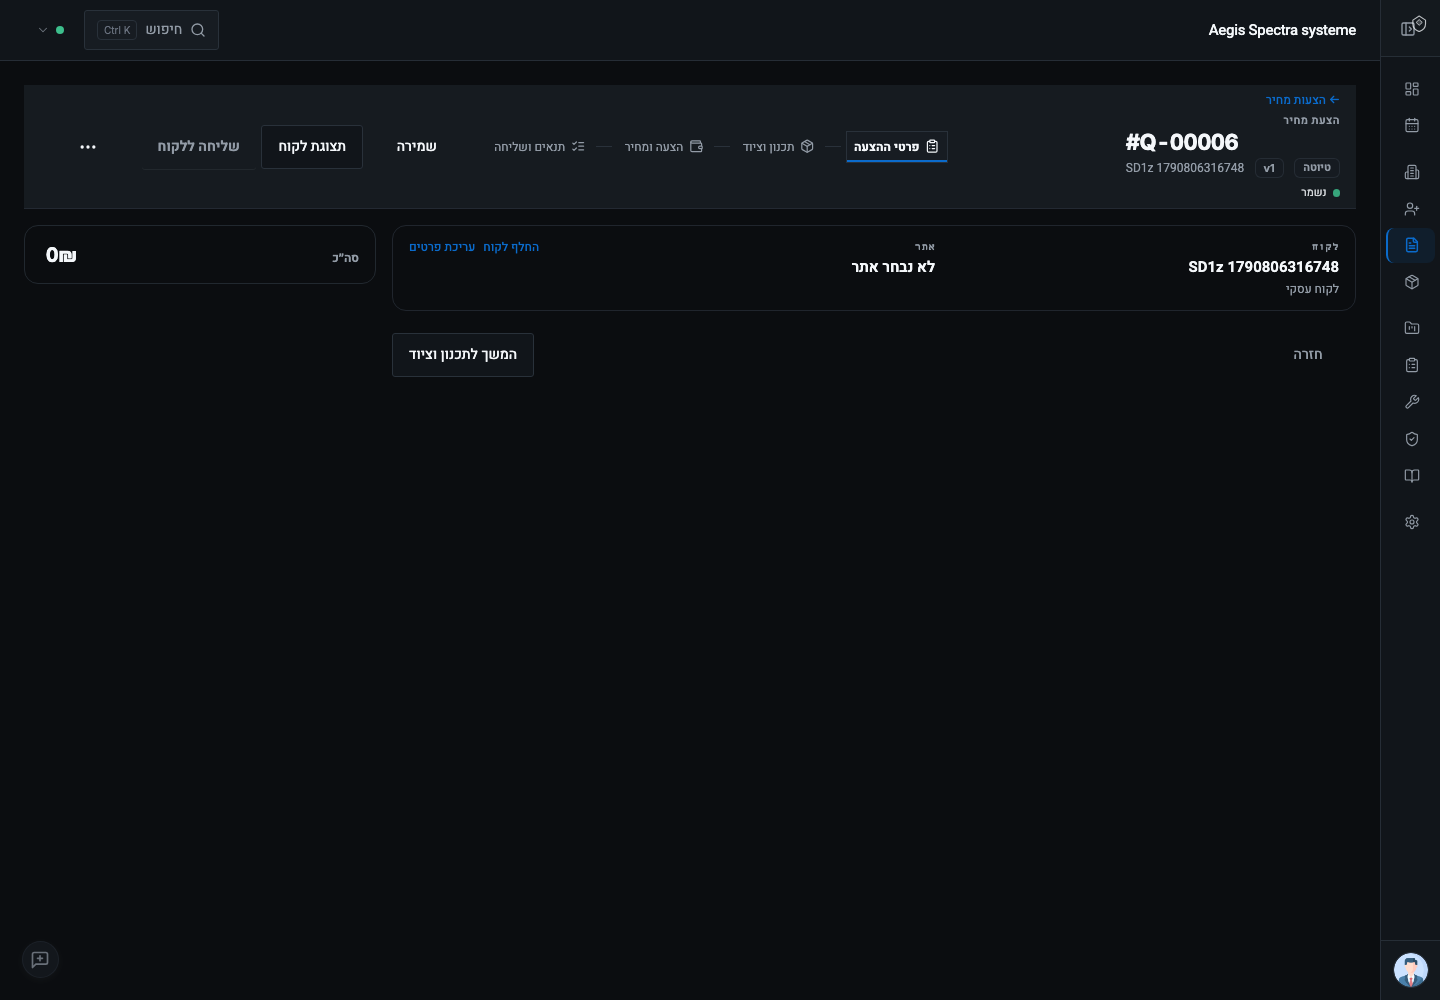 Aegis Spectra systeme
חיפוש Ctrl K
← הצעות מחיר
הצעת מחיר
#Q-00006
טיוטה v1 SD1z 1790806316748
נשמר
פרטי ההצעה
תכנון וציוד
הצעה ומחיר
תנאים ושליחה
שמירה
תצוגת לקוח
שליחה ללקוח
לקוח
SD1z 1790806316748
לקוח עסקי
אתר
לא נבחר אתר
החלף לקוח עריכת פרטים
סה״כ
0₪
חזרה
המשך לתכנון וציוד